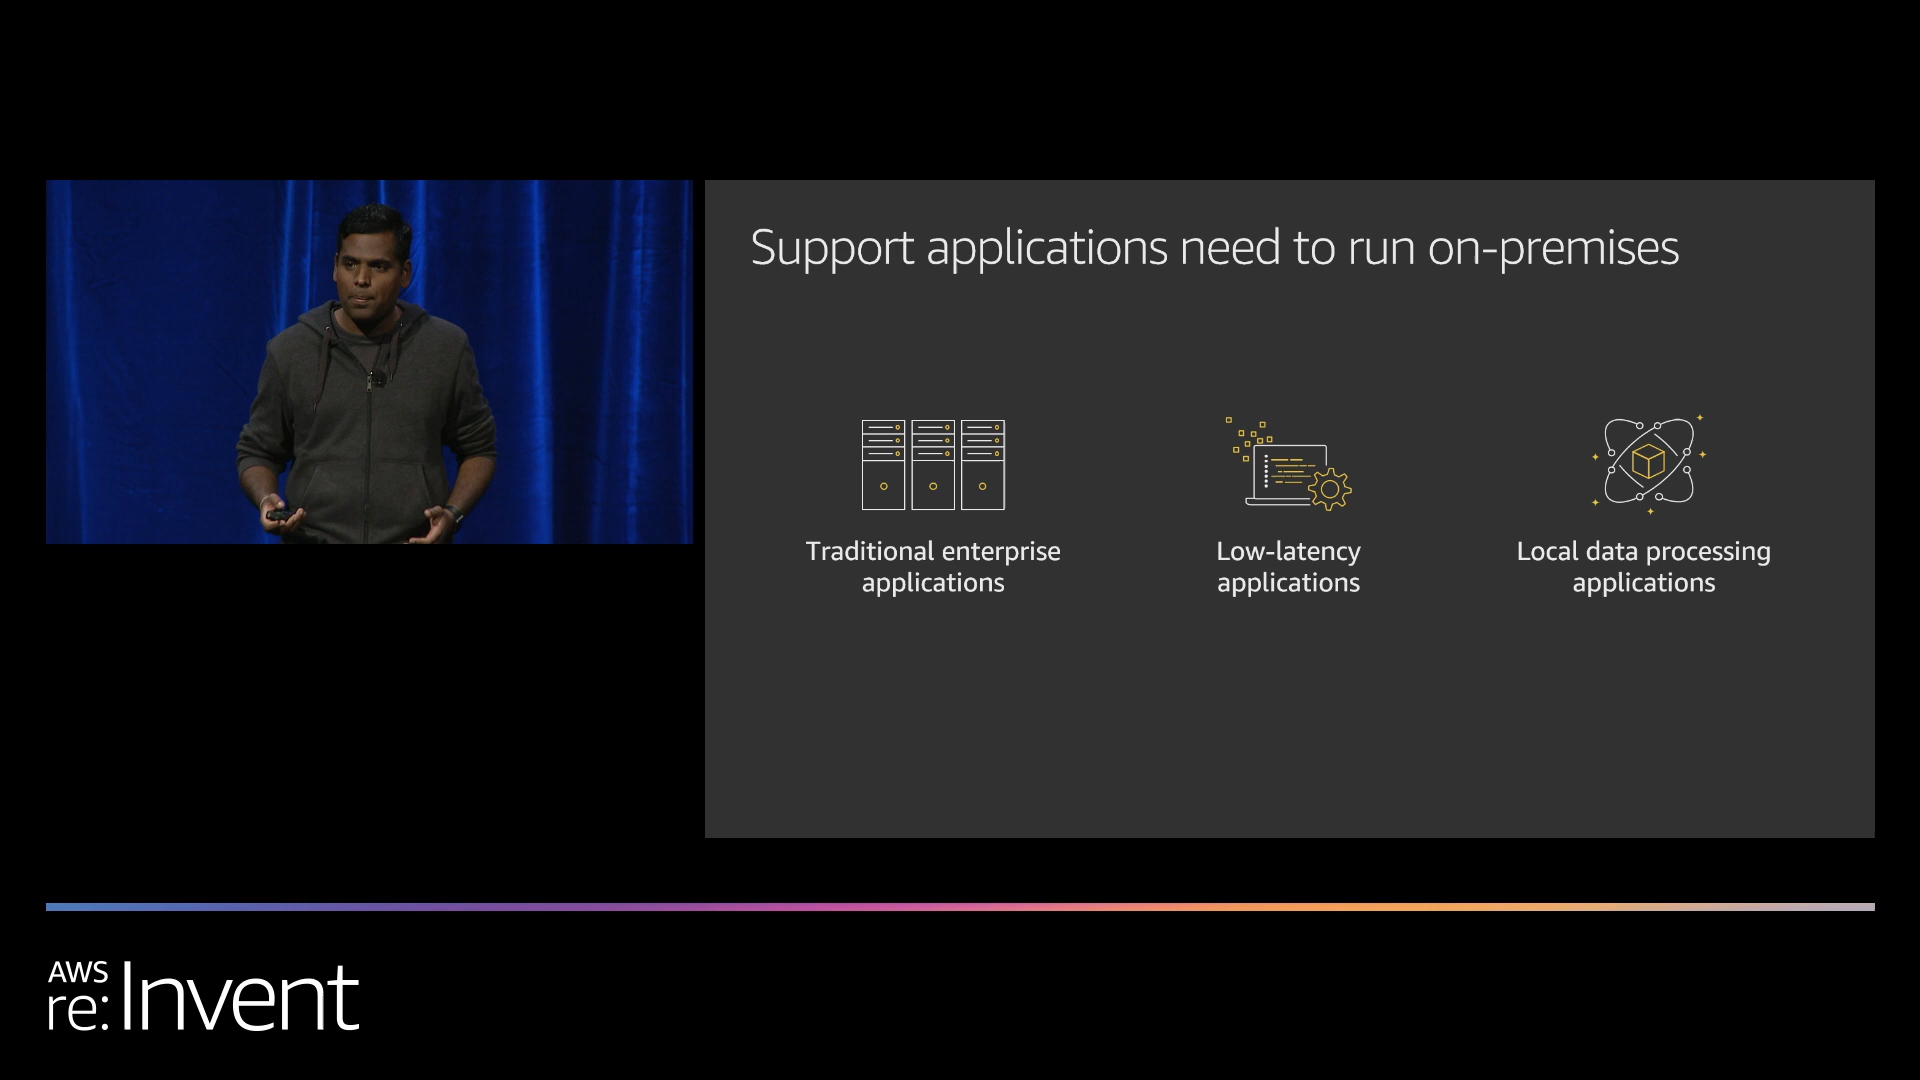 Support applications need to run on-premises
Traditional enterprise
applications
Low-latency
applications
Local data processing
applications
AWS
re:Invent